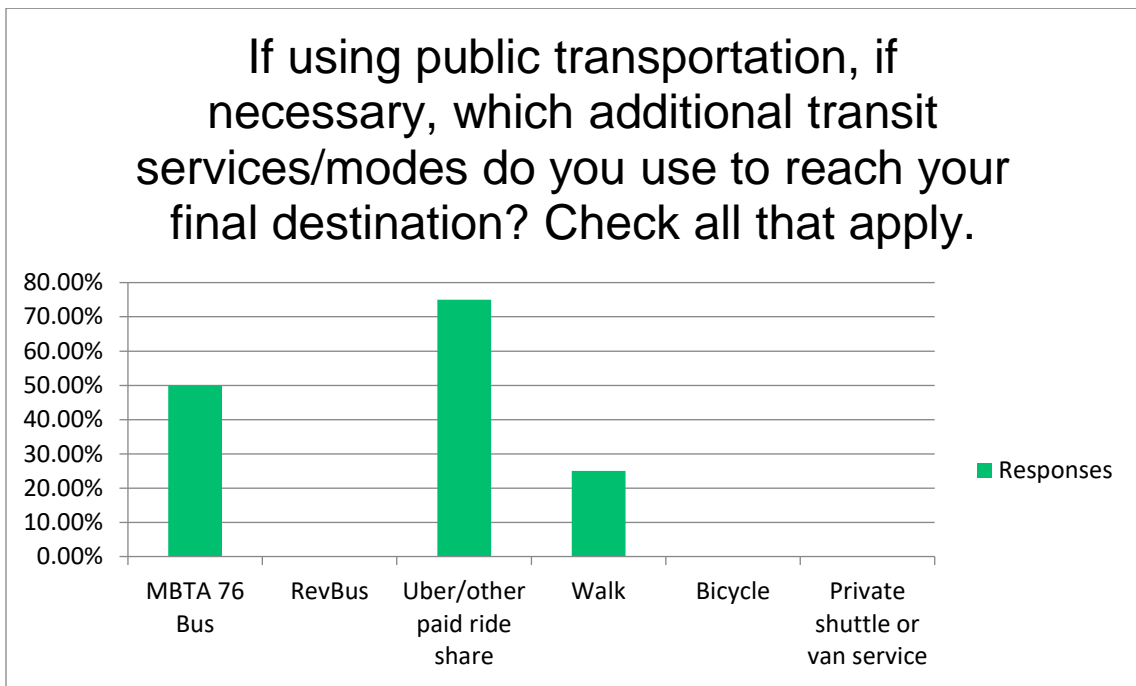 If using public transportation, if
necessary, which additional transit
services/modes do you use to reach your
final destination? Check all that apply.
80.00%
70.00%
60.00%
50.00%
40.00%
30.00%
20.00%
10.00%
0.00%
MBTA 76
Bus
RevBus
Uber/other
paid ride
share
Walk
Bicycle
Private
shuttle or
van service
Responses